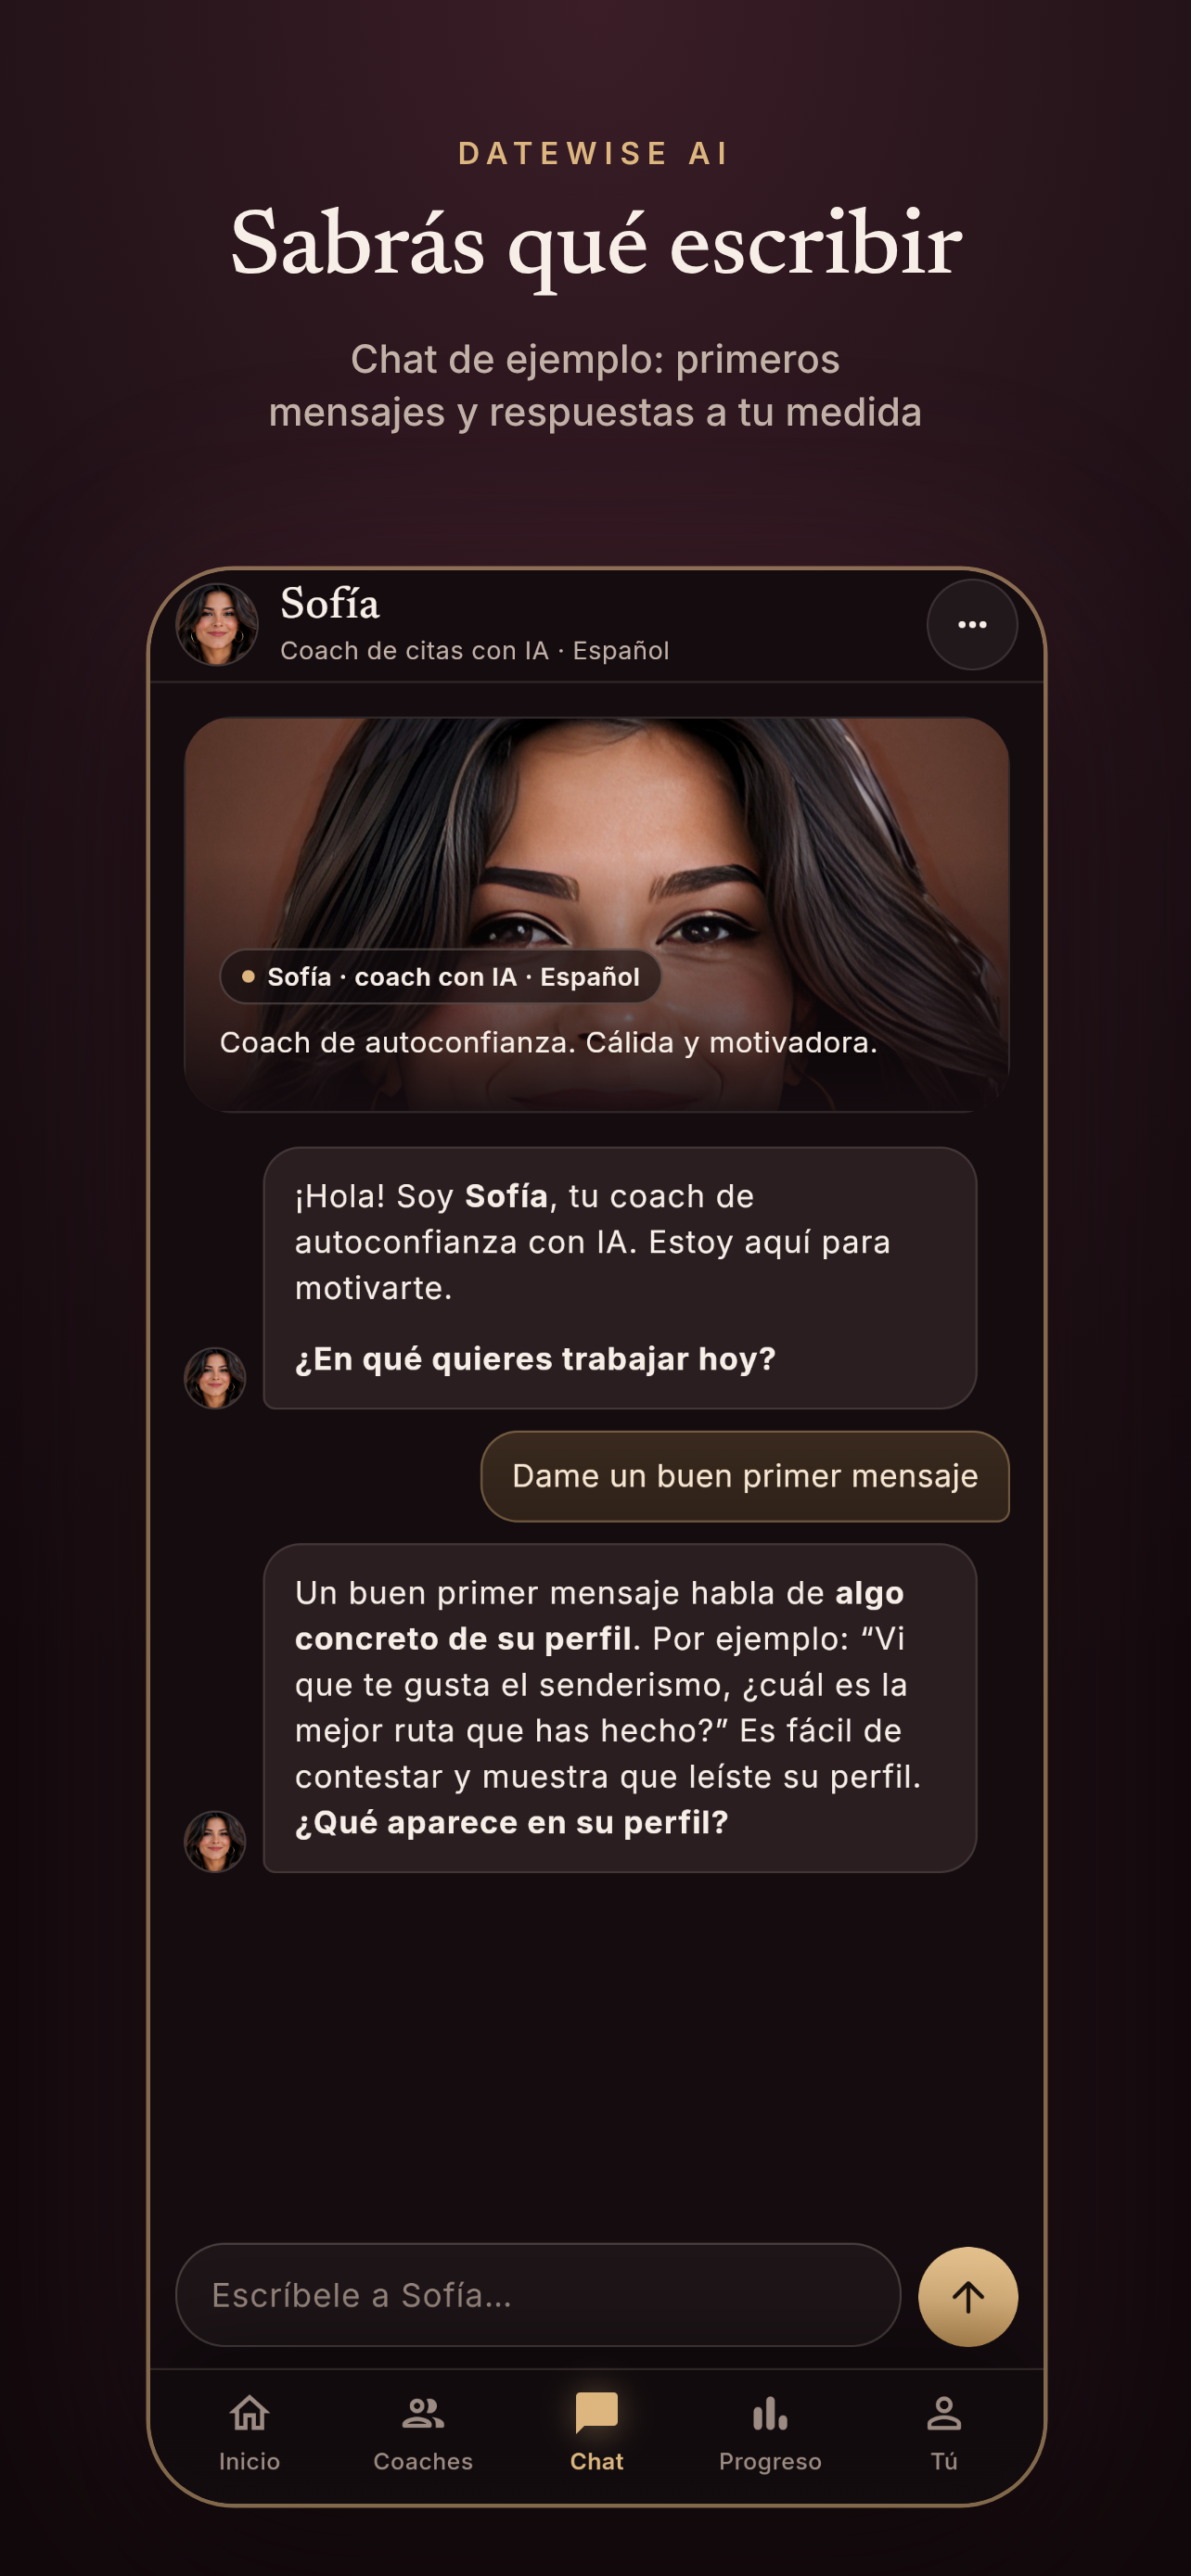 DATEWISE AI
Sabrás qué escribir
Chat de ejemplo: primeros
mensajes y respuestas a tu medida
Sofía
Coach de citas con IA · Español
Sofía · coach con IA · Español
Coach de autoconfianza. Cálida y motivadora.
¡Hola! Soy Sofía, tu coach de
autoconfianza con IA. Estoy aquí para
motivarte.
¿En qué quieres trabajar hoy?
Dame un buen primer mensaje
Un buen primer mensaje habla de algo
concreto de su perfil. Por ejemplo: “Vi
que te gusta el senderismo, ¿cuál es la
mejor ruta que has hecho?” Es fácil de
contestar y muestra que leíste su perfil.
¿Qué aparece en su perfil?
Escríbele a Sofía...
Inicio
Coaches
Chat
Progreso
Tú